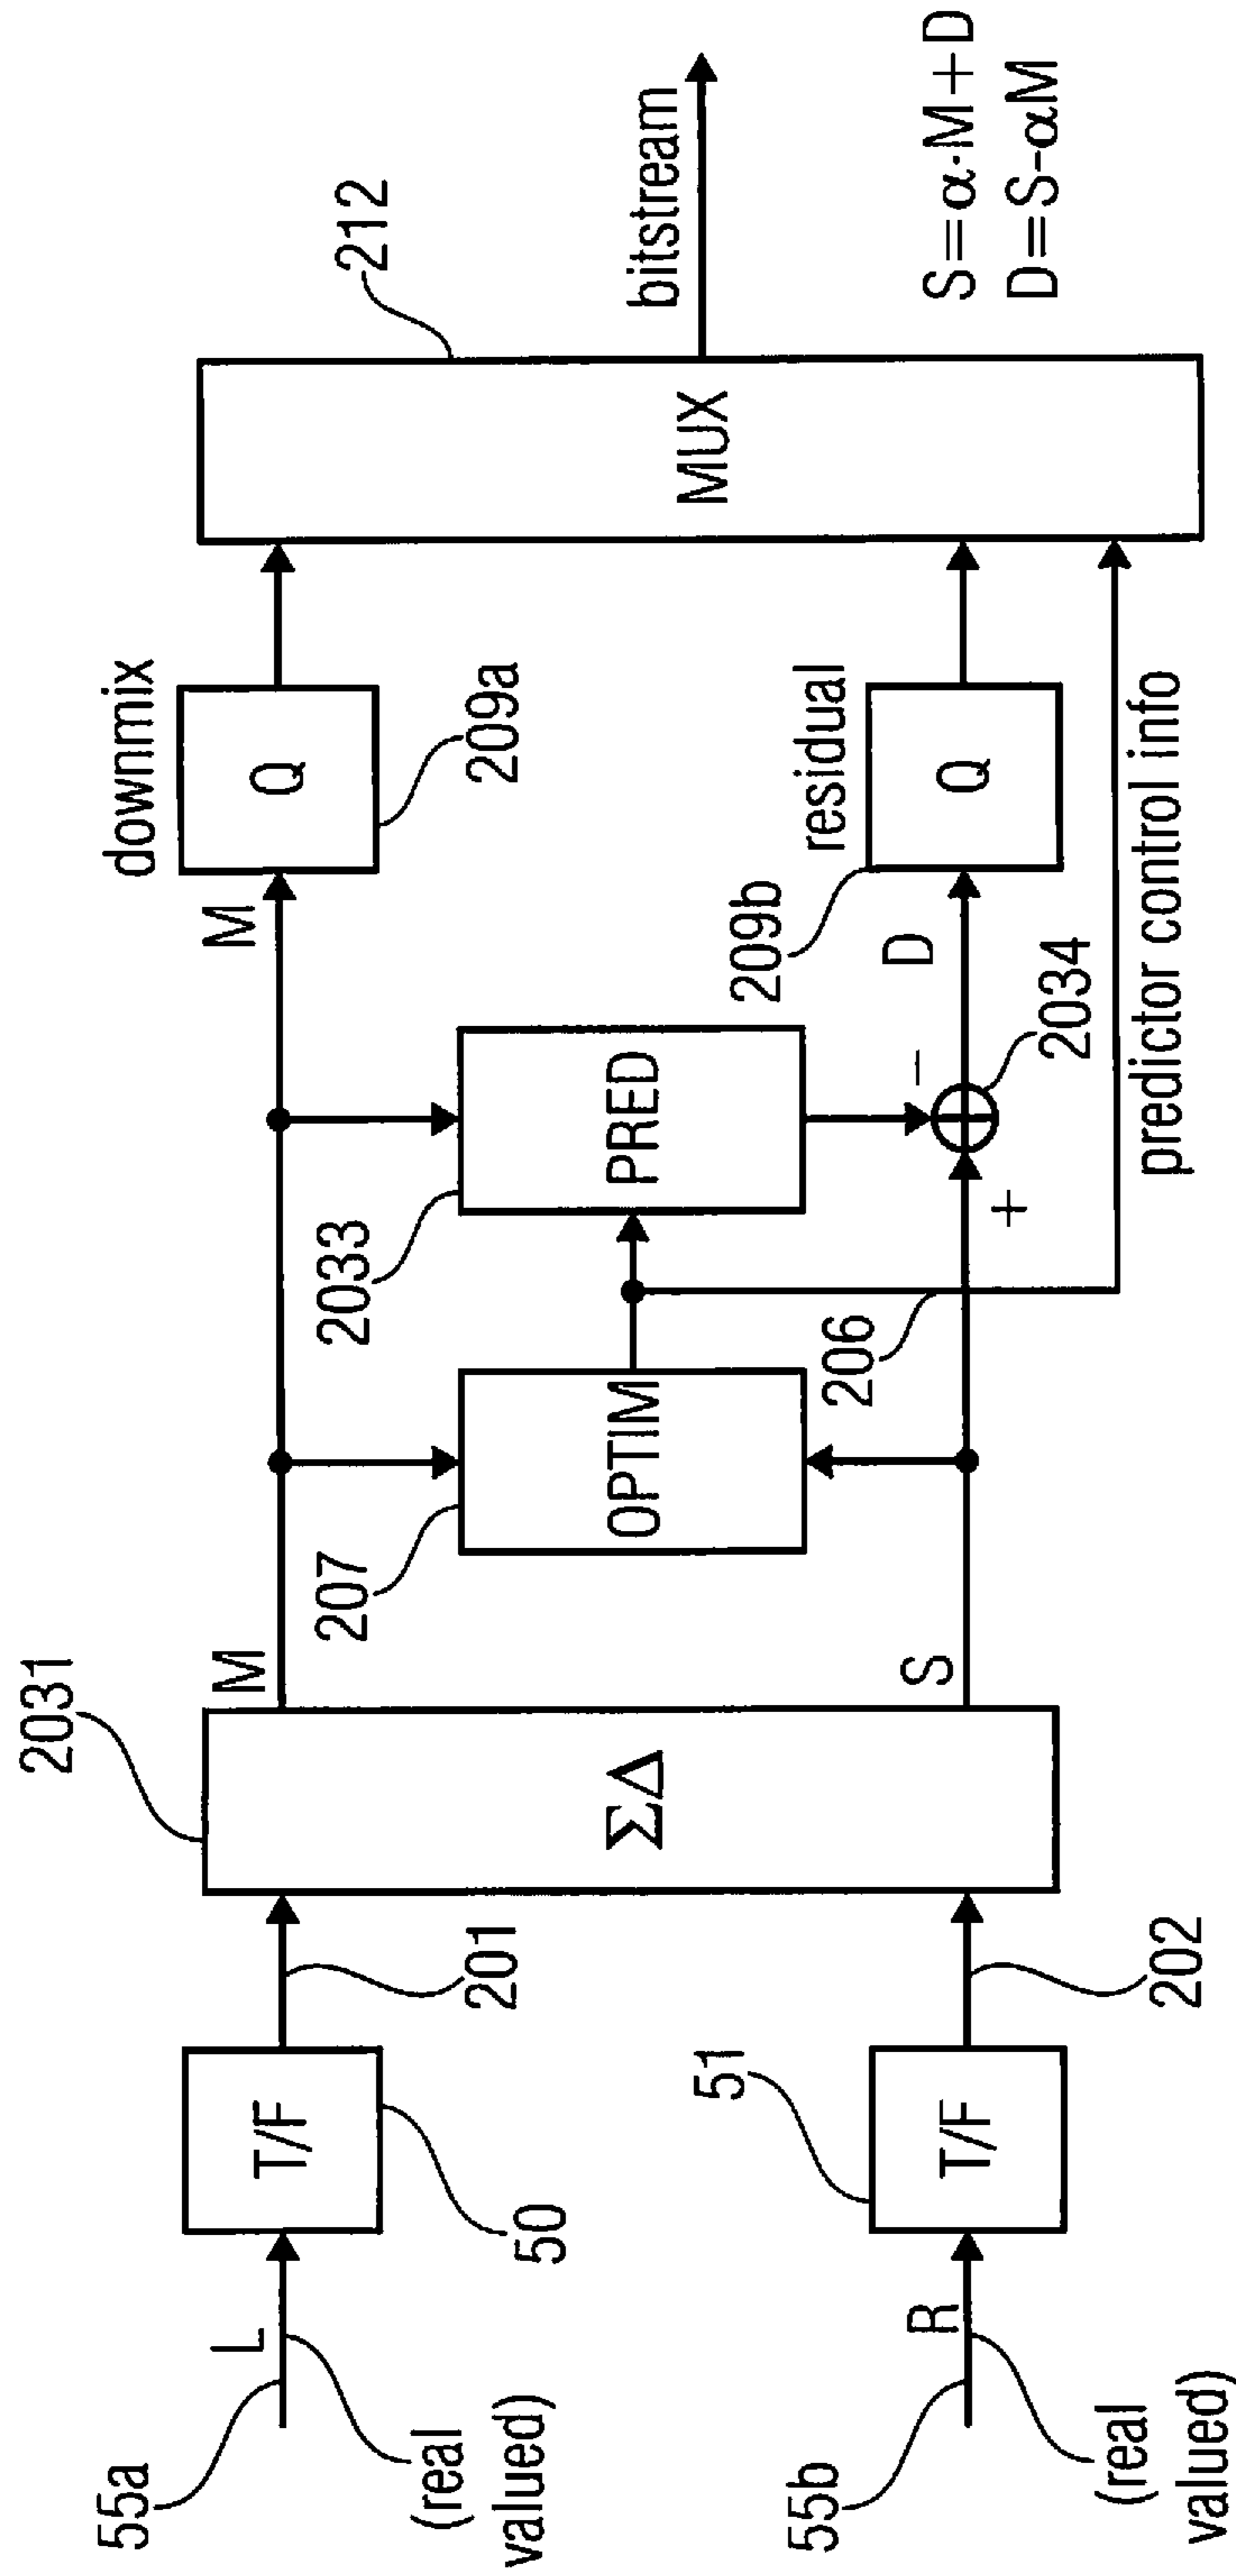 55a
L
(real
valued)
T/F
50
201
2031
ΣΔ
M
207
OPTIM
2033
PRED
M
downmix
Q
209a
212
MUX
bitstream
55b
R
(real
valued)
51
T/F
202
S
206
+
−
2034
D
209b
residual
Q
predictor control info
S=α·M+D
D=S-αM